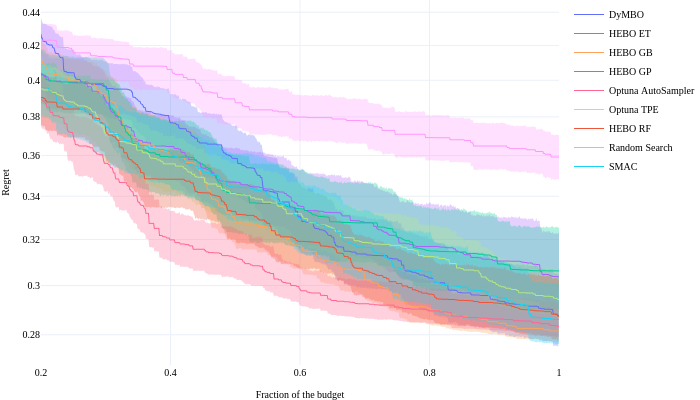 0.44
0.42
0.4
0.38
0.36
0.34
0.32
0.3
0.28
Regret
0.2
0.4
0.6
0.8
1
Fraction of the budget
DyMBO
HEBO ET
HEBO GB
HEBO GP
Optuna AutoSampler
Optuna TPE
HEBO RF
Random Search
SMAC